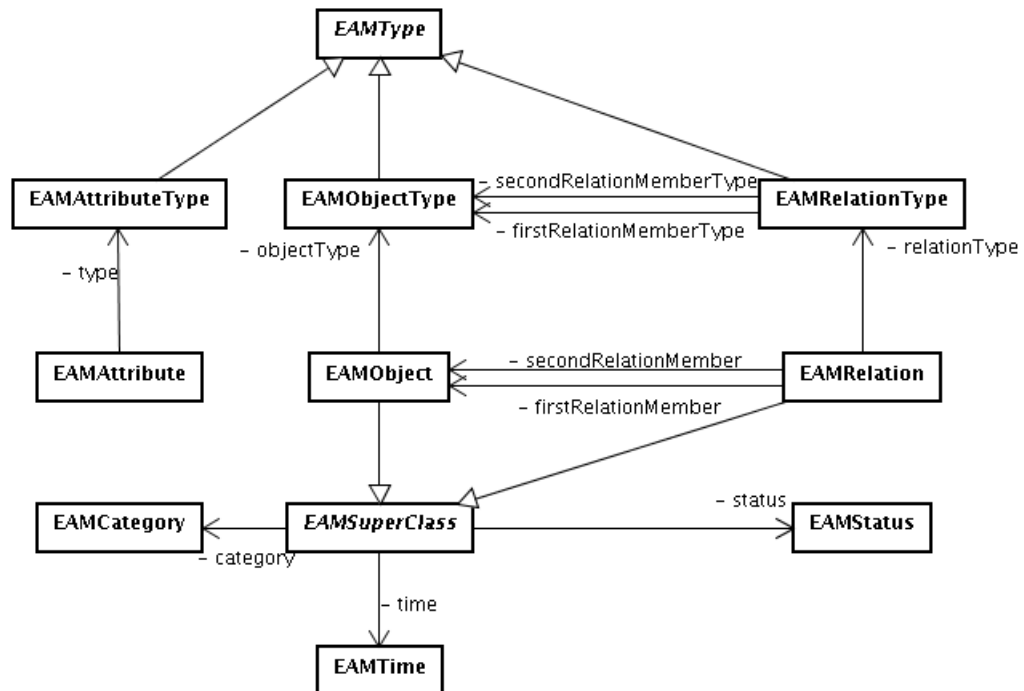 EAMType
– secondRelationMemberType
EAMAttributeType
EAMObjectType
EAMRelationType
– firstRelationMemberType
– objectType
– relationType
– type
– secondRelationMember
EAMAttribute
EAMObject
EAMRelation
– firstRelationMember
– status
EAMCategory
EAMSuperClass
EAMStatus
– category
– time
EAMTime